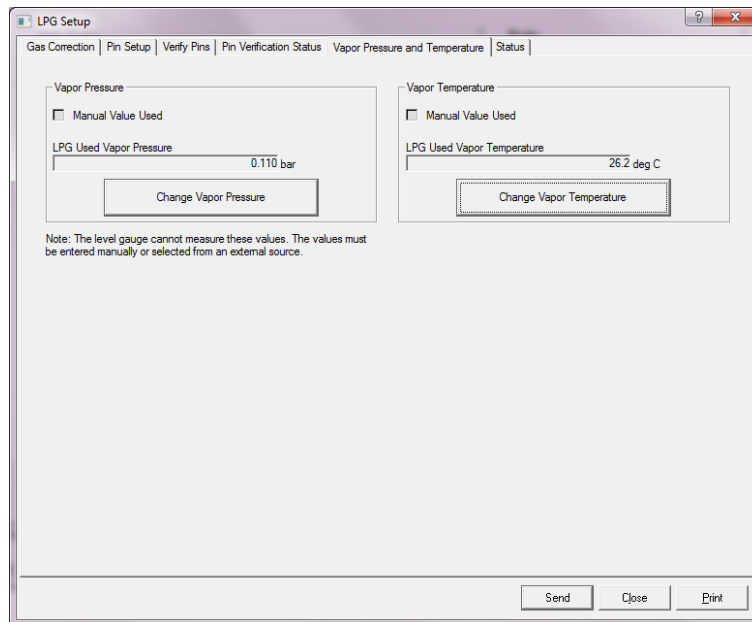 LPG Setup
Gas Correction Pin Setup Verify Pins Pin Verification Status Vapor Pressure and Temperature Status
Vapor Pressure
Manual Value Used
LPG Used Vapor Pressure
0.110 bar
Change Vapor Pressure
Note: The level gauge cannot measure these values. The values must
be entered manually or selected from an external source.
Vapor Temperature
Manual Value Used
LPG Used Vapor Temperature
26.2 deg C
Change Vapor Temperature
Send Close Print